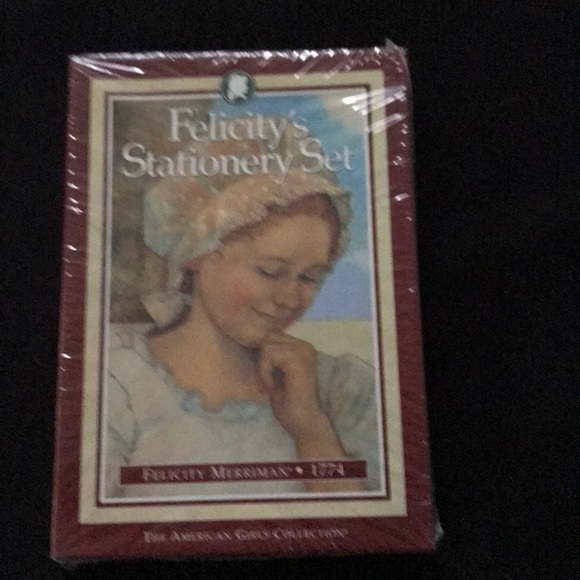 Felicity's
Stationery Set
FELICITY MERRIMAN® • 1774
THE AMERICAN GIRLS COLLECTION®